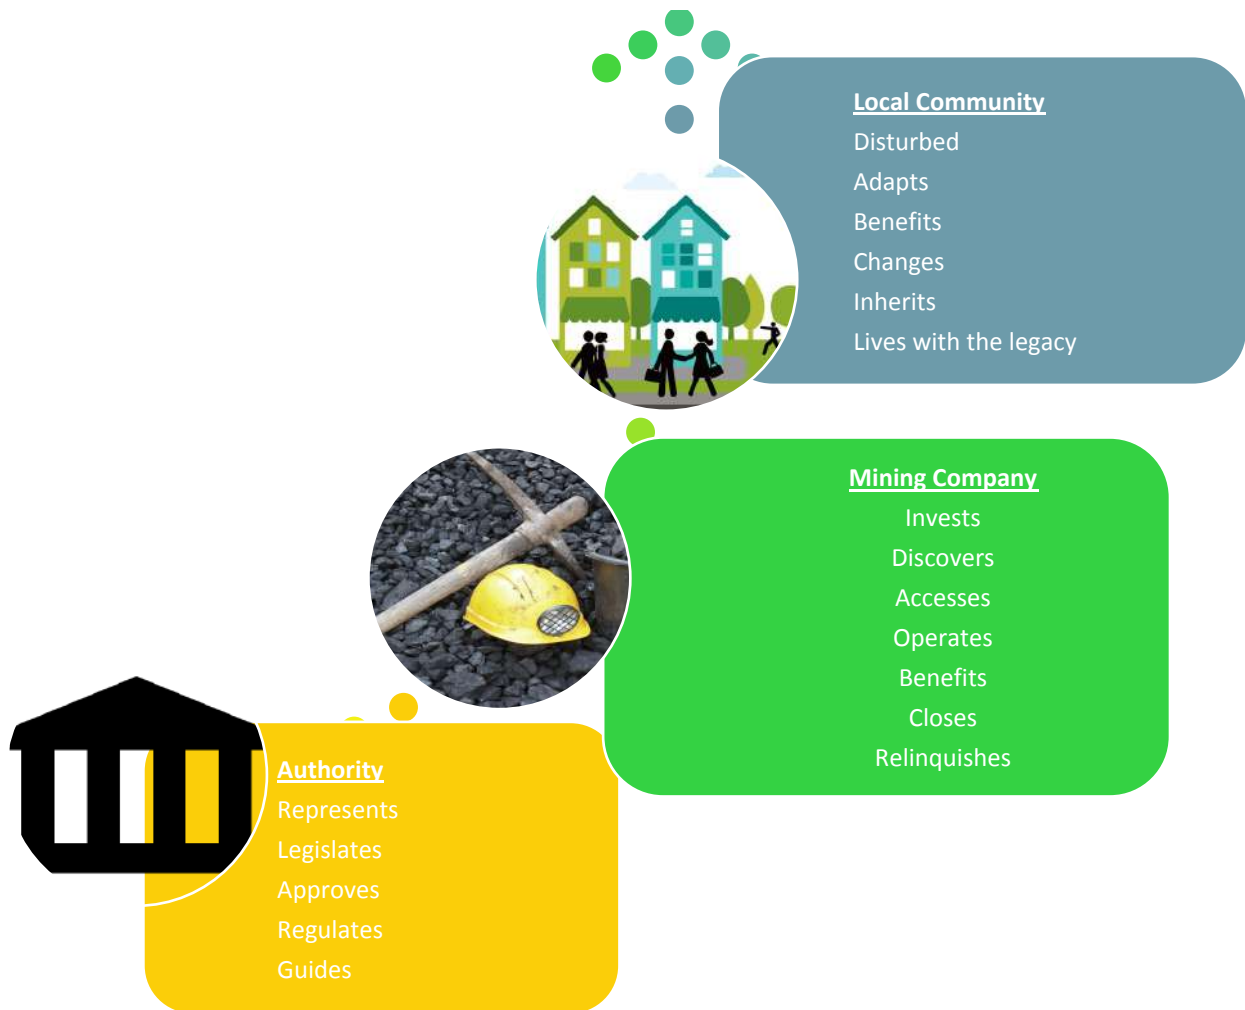 Local Community
Disturbed
Adapts
Benefits
Changes
Inherits
Lives with the legacy
Mining Company
Invests
Discovers
Accesses
Operates
Benefits
Closes
Relinquishes
Authority
Represents
Legislates
Approves
Regulates
Guides